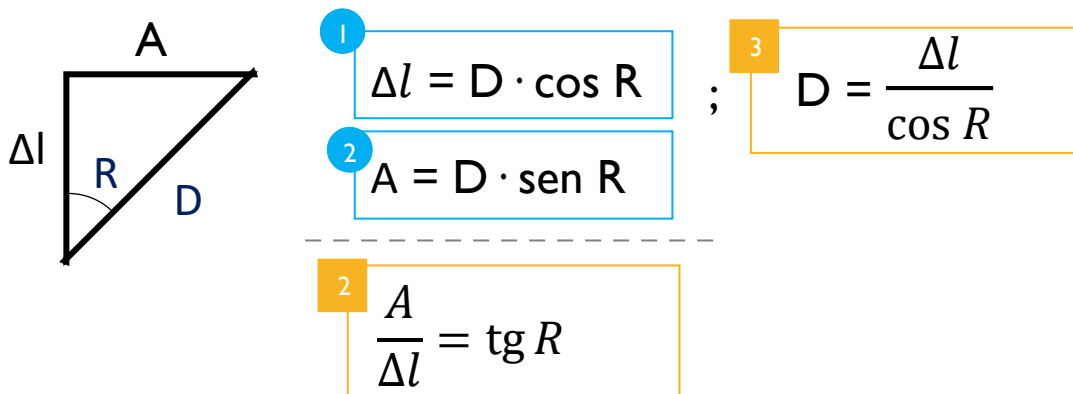 A
Δl
R
D
1
Δl = D · cos R
;
3
D = Δl / cos R
2
A = D · sen R
2
A / Δl = tg R